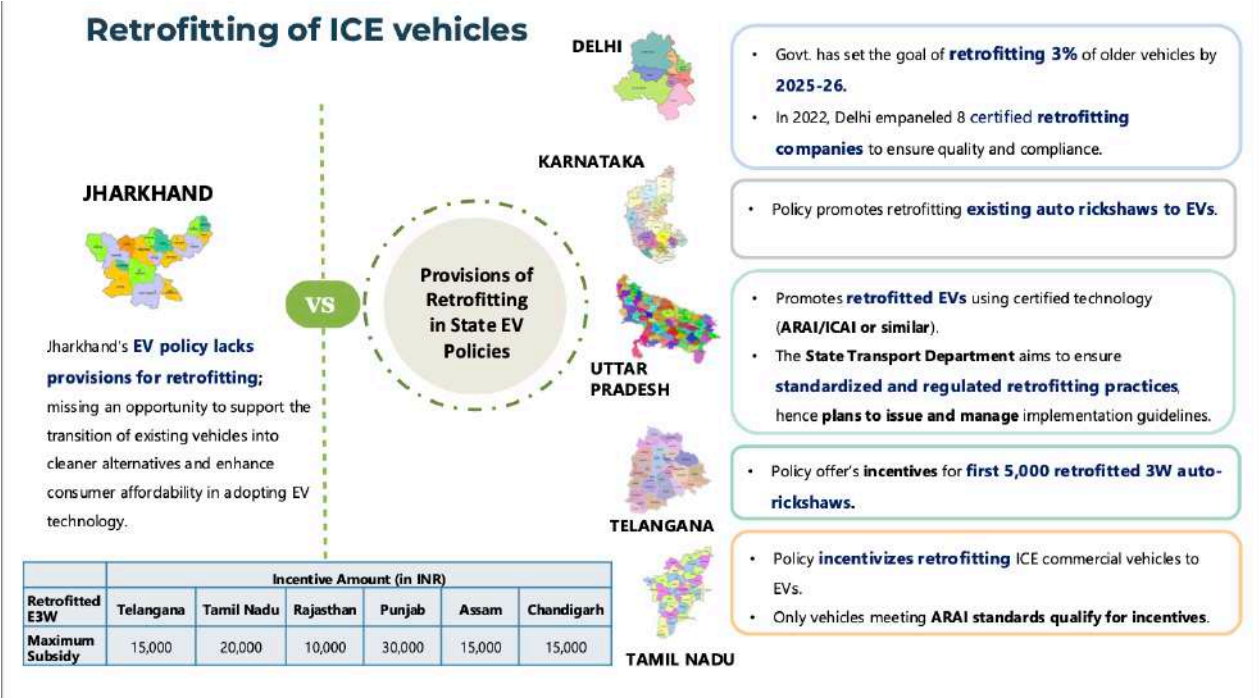 Retrofitting of ICE vehicles
JHARKHAND
Jharkhand's EV policy lacks
provisions for retrofitting;
missing an opportunity to support the
transition of existing vehicles into
cleaner alternatives and enhance
consumer affordability in adopting EV
technology.
VS
Provisions of
Retrofitting
in State EV
Policies
DELHI
• Govt. has set the goal of retrofitting 3% of older vehicles by
2025-26.
• In 2022, Delhi empaneled 8 certified retrofitting
companies to ensure quality and compliance.
KARNATAKA
• Policy promotes retrofitting existing auto rickshaws to EVs.
UTTAR
PRADESH
• Promotes retrofitted EVs using certified technology
(ARAI/ICAI or similar).
• The State Transport Department aims to ensure
standardized and regulated retrofitting practices,
hence plans to issue and manage implementation guidelines.
TELANGANA
• Policy offer's incentives for first 5,000 retrofitted 3W auto-
rickshaws.
TAMIL NADU
• Policy incentivizes retrofitting ICE commercial vehicles to
EVs.
• Only vehicles meeting ARAI standards qualify for incentives.
Incentive Amount (in INR)
Retrofitted E3W Telangana Tamil Nadu Rajasthan Punjab Assam Chandigarh
Maximum Subsidy 15,000 20,000 10,000 30,000 15,000 15,000